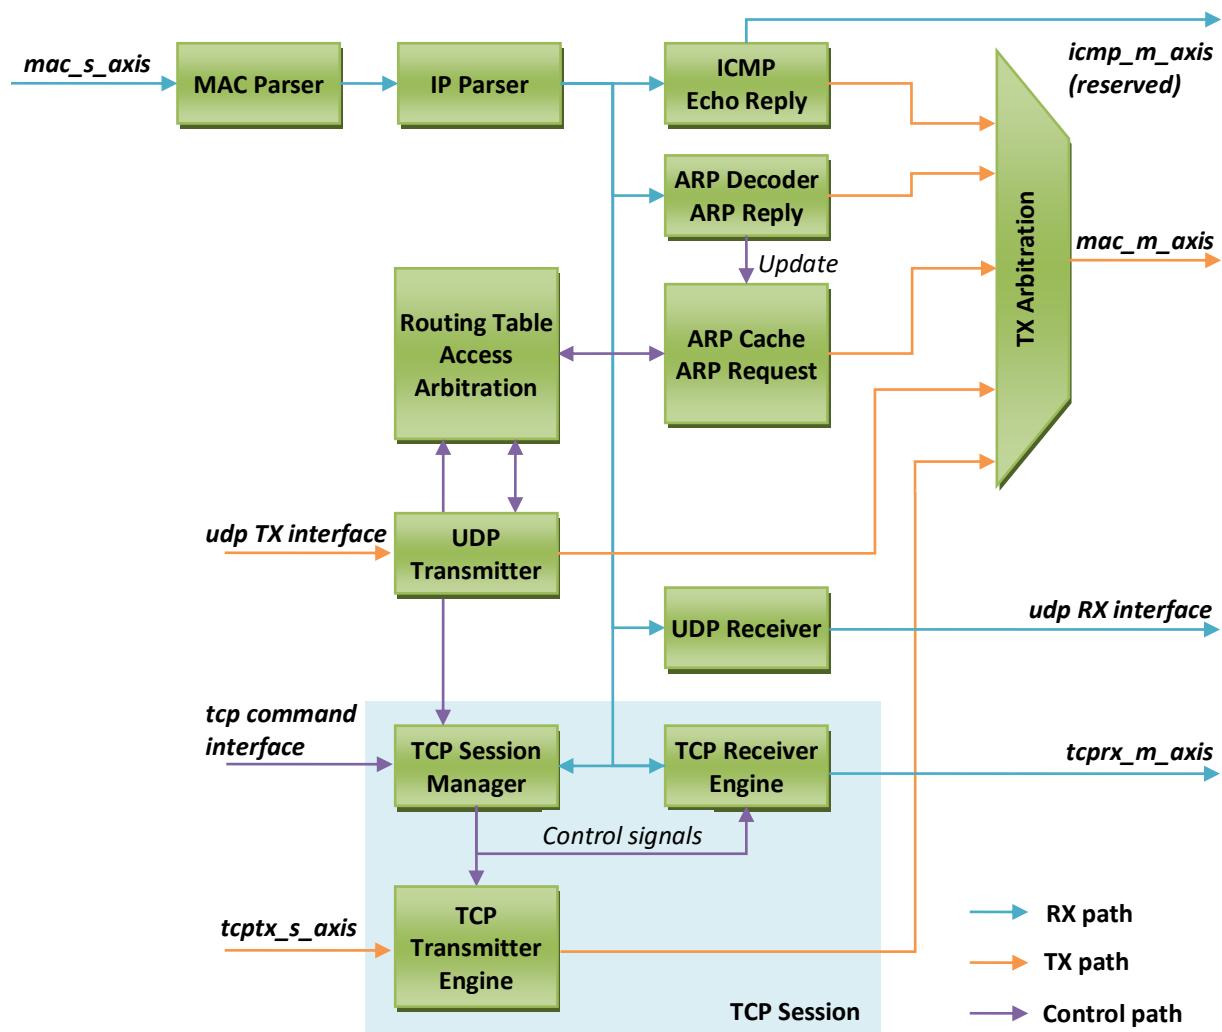 mac_s_axis
MAC Parser
IP Parser
ICMP
Echo Reply
icmp_m_axis
(reserved)
ARP Decoder
ARP Reply
Update
TX Arbitration
mac_m_axis
Routing Table
Access
Arbitration
ARP Cache
ARP Request
udp TX interface
UDP
Transmitter
UDP Receiver
udp RX interface
tcp command
interface
TCP Session
Manager
TCP Receiver
Engine
tcprx_m_axis
Control signals
tcptx_s_axis
TCP
Transmitter
Engine
TCP Session
RX path
TX path
Control path